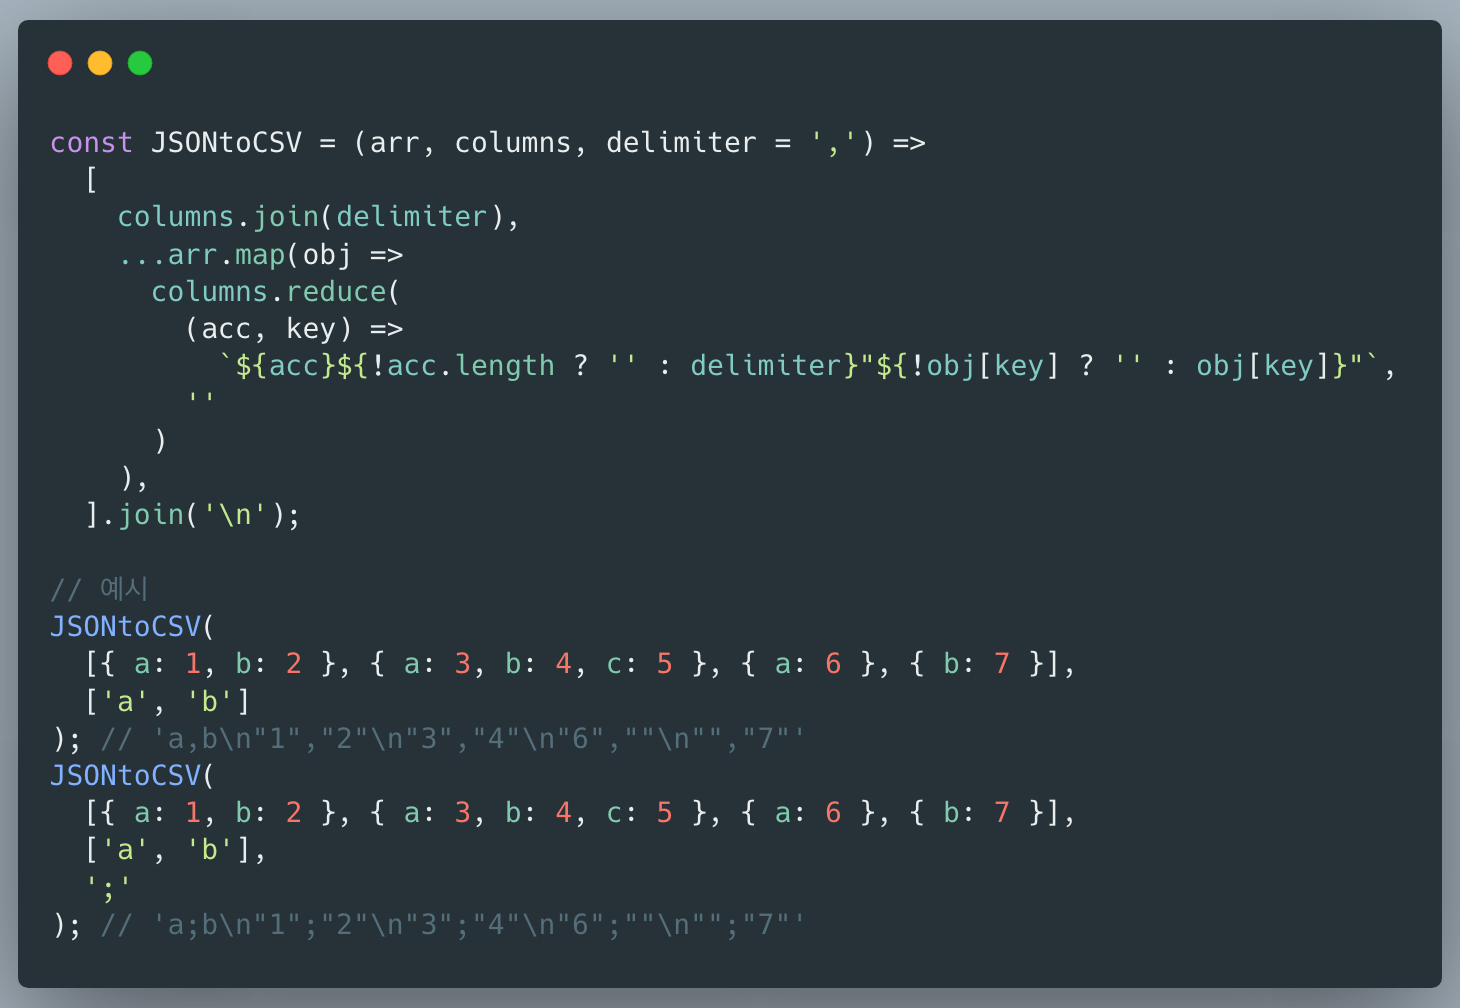 const JSONtoCSV = (arr, columns, delimiter = ',') =>
  [
    columns.join(delimiter),
    ...arr.map(obj =>
      columns.reduce(
        (acc, key) =>
          `${acc}${!acc.length ? '' : delimiter}"${!obj[key] ? '' : obj[key]}"`,
        ''
      )
    ),
  ].join('\n');

// 예시
JSONtoCSV(
  [{ a: 1, b: 2 }, { a: 3, b: 4, c: 5 }, { a: 6 }, { b: 7 }],
  ['a', 'b']
); // 'a,b\n"1","2"\n"3","4"\n"6",""\n"","7"'
JSONtoCSV(
  [{ a: 1, b: 2 }, { a: 3, b: 4, c: 5 }, { a: 6 }, { b: 7 }],
  ['a', 'b'],
  ';'
); // 'a;b\n"1";"2"\n"3";"4"\n"6";""\n"";"7"'